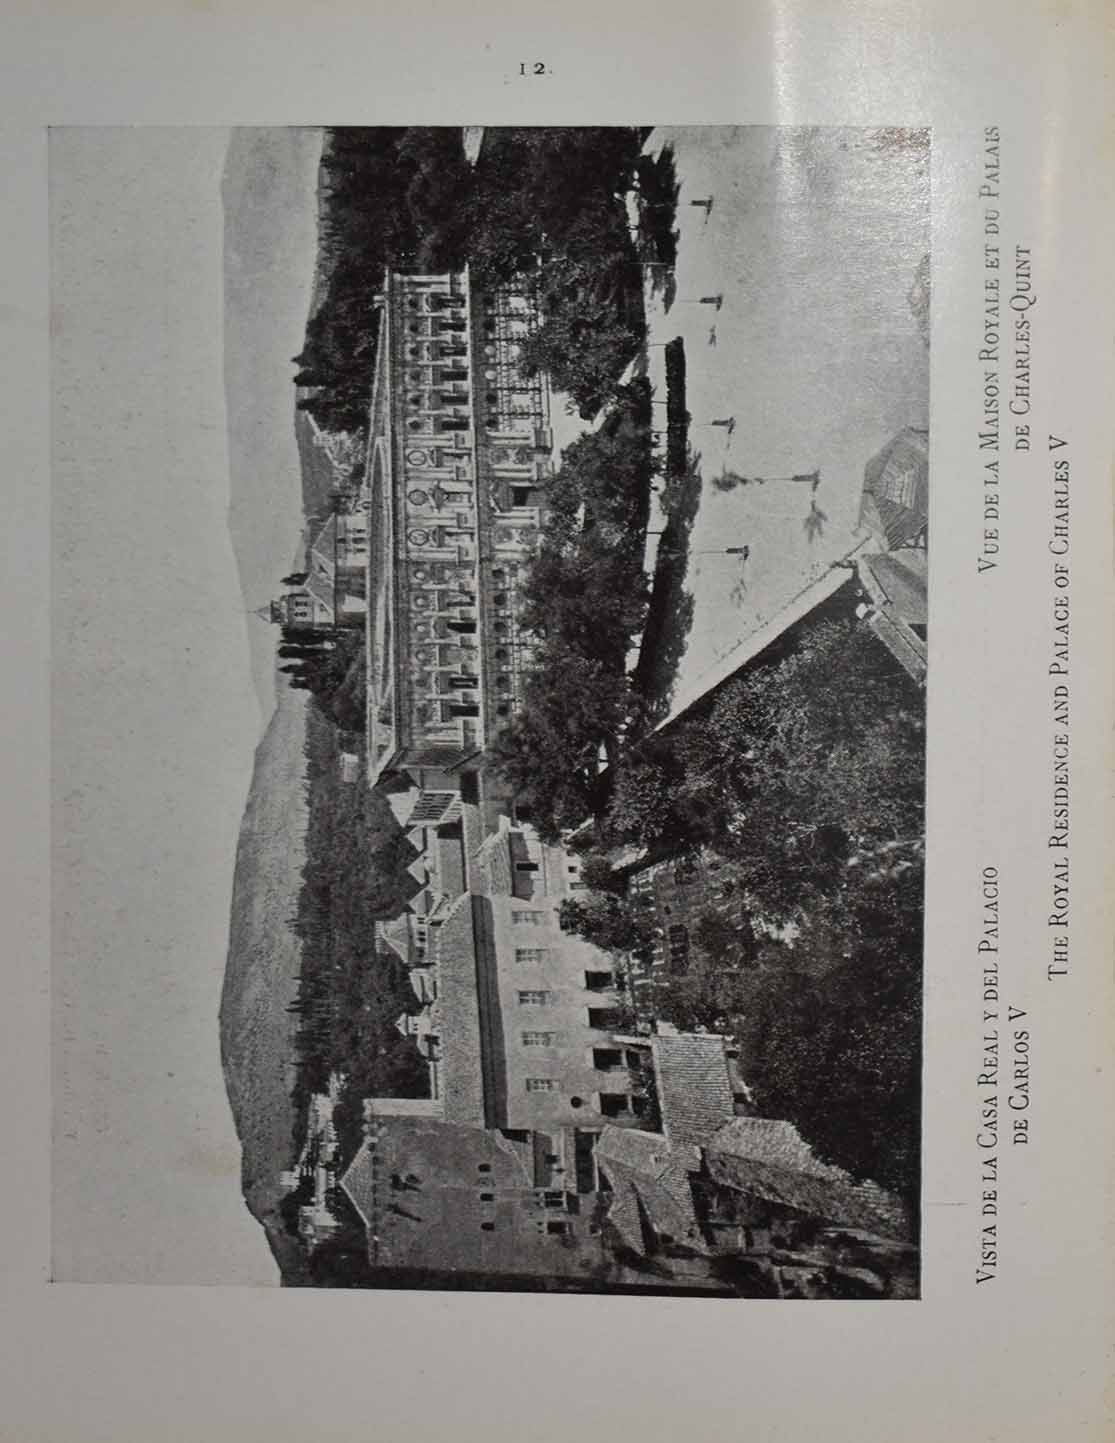 12.
VISTA DE LA CASA REAL Y DEL PALACIO
DE CARLOS V
VUE DE LA MAISON ROYALE ET DU PALAIS
DE CHARLES-QUINT
THE ROYAL RESIDENCE AND PALACE OF CHARLES V